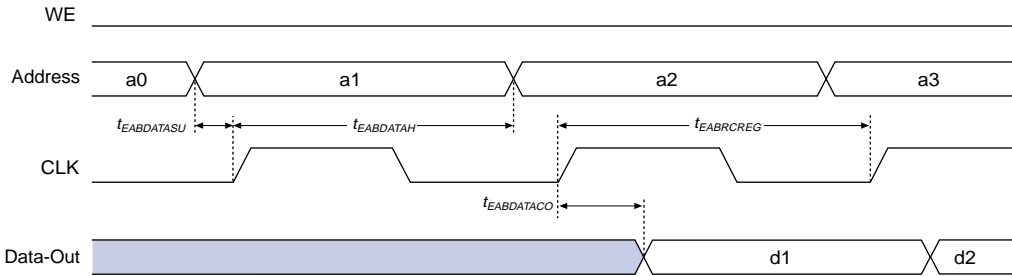 WE
Address a0 a1 a2 a3
tEABDATASU tEABDATAH tEABRCREG
CLK
tEABDATACO
Data-Out d1 d2